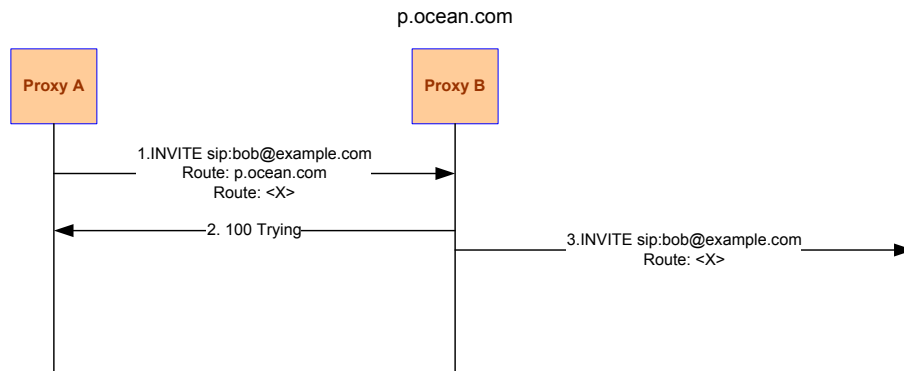 p.ocean.com
Proxy A
Proxy B
1.INVITE sip:bob@example.com
Route: p.ocean.com
Route: <X>
2. 100 Trying
3.INVITE sip:bob@example.com
Route: <X>